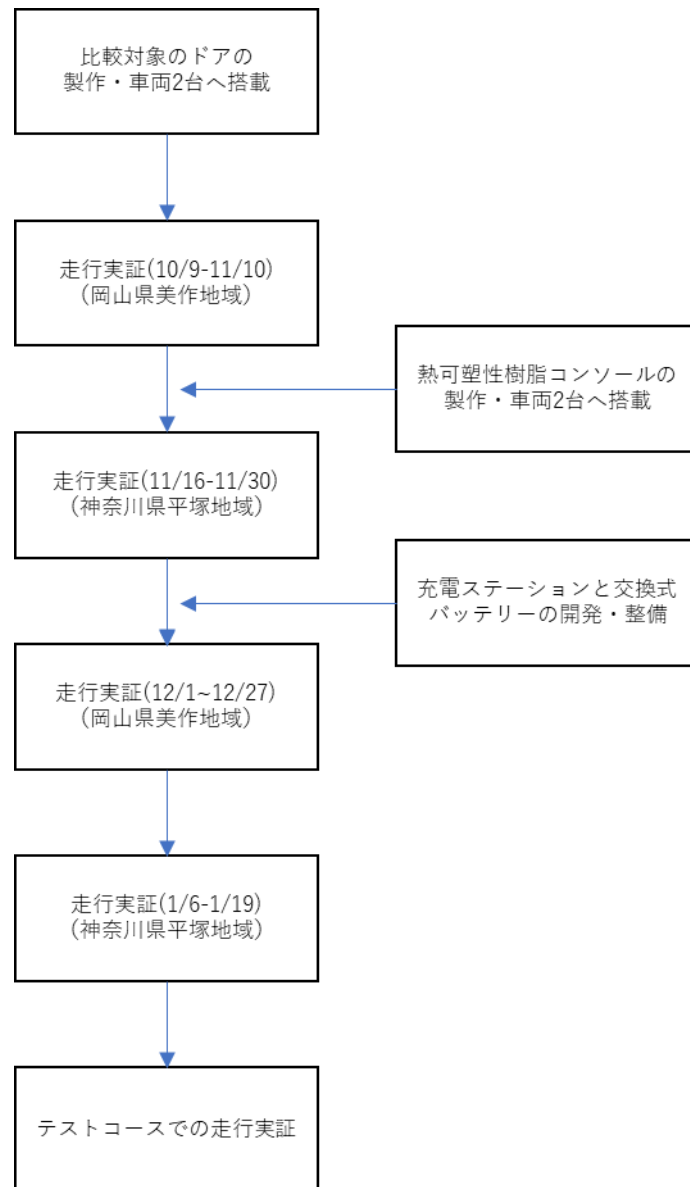 比較対象のドアの
製作・車両2台へ搭載
走行実証(10/9-11/10)
(岡山県美作地域)
熱可塑性樹脂コンソールの
製作・車両2台へ搭載
走行実証(11/16-11/30)
(神奈川県平塚地域)
充電ステーションと交換式
バッテリーの開発・整備
走行実証(12/1~12/27)
(岡山県美作地域)
走行実証(1/6-1/19)
(神奈川県平塚地域)
テストコースでの走行実証